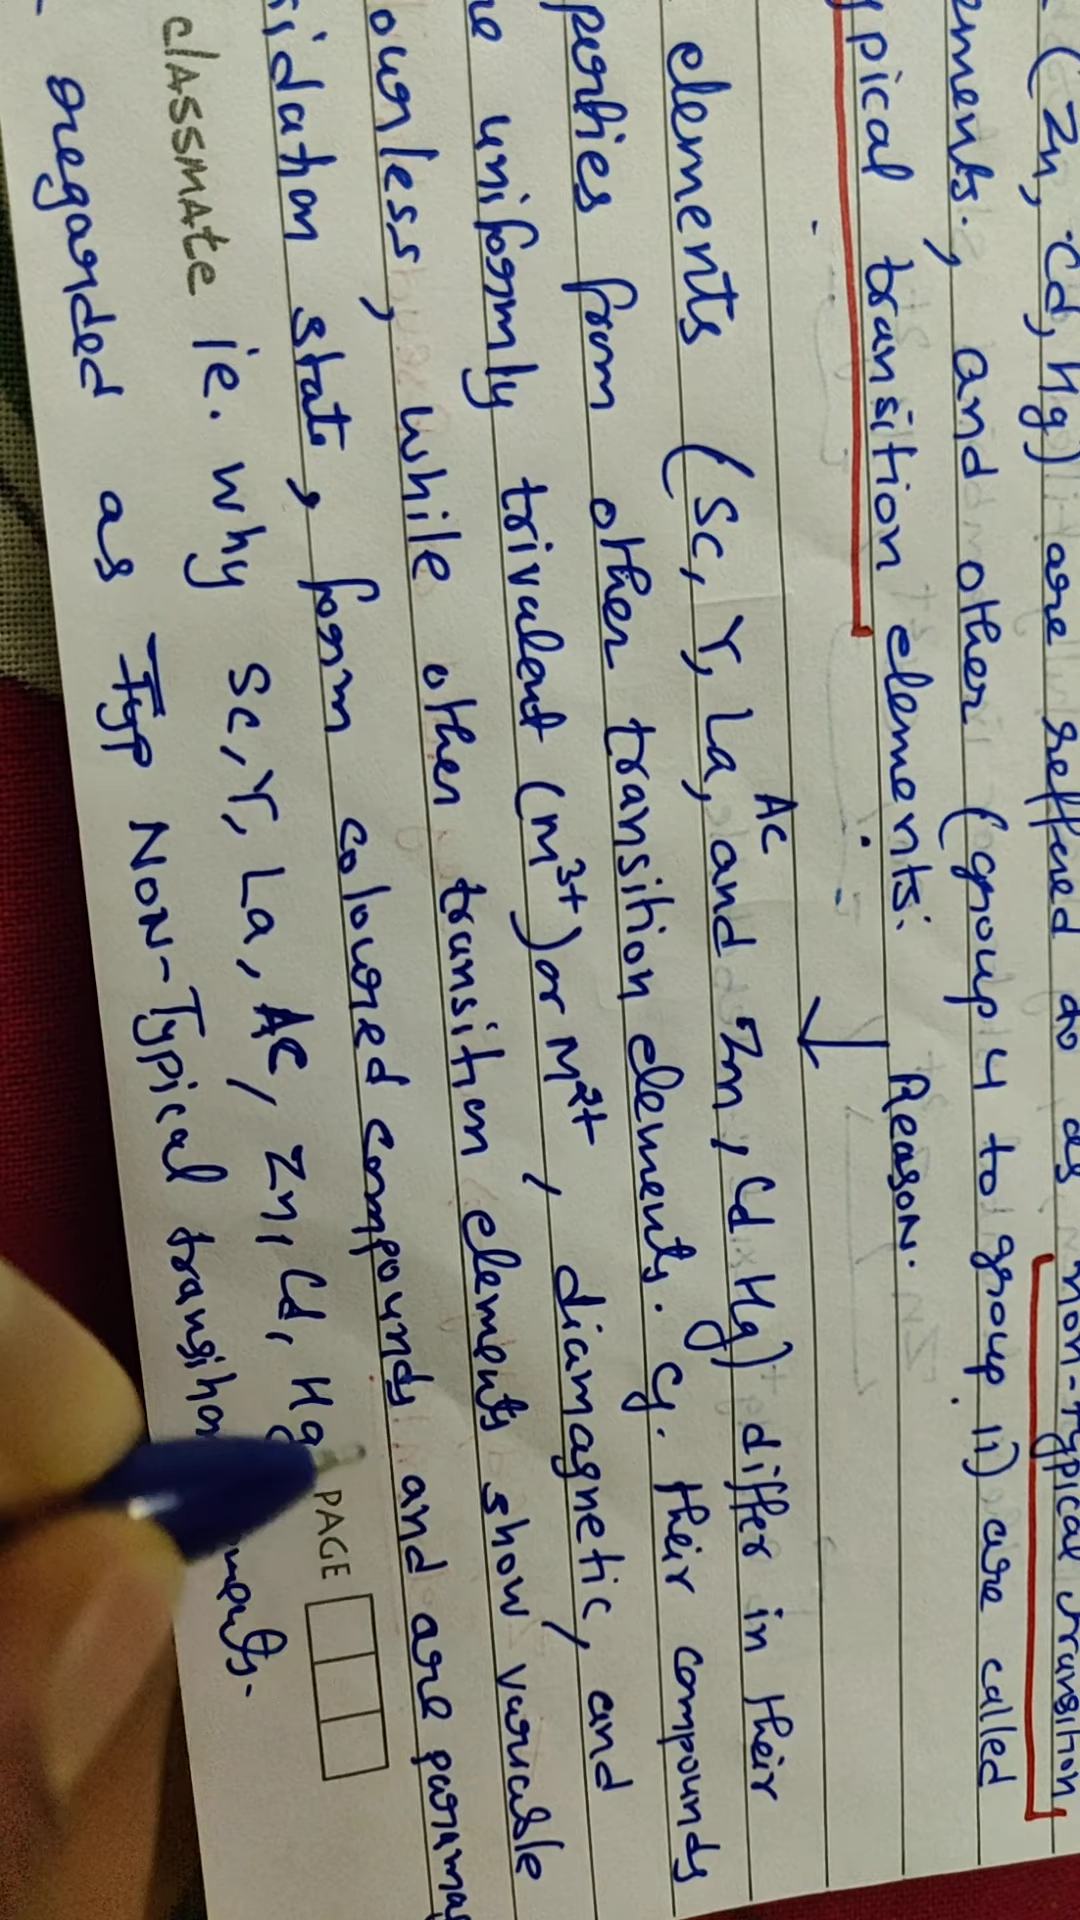 (Zn, Cd, Hg) are reffered to as non-typical transition
ements., and other (group 4 to group 11) are called
ypical transition elements. Reason.
Ac
elements (Sc, Y, La, and Zn, Cd Hg) differ in their
perties from other transition elements. eg. their compounds
re uniformly trivalent (m³⁺) or M²⁺, diamagnetic, and
ourless, while other transition elements show variable
idation state, form coloured compounds and are parama
classmate ie. why Sc, Y, La, Ac, Zn, Cd, Hg PAGE
regarded as Typ NON-Typical transition ments.